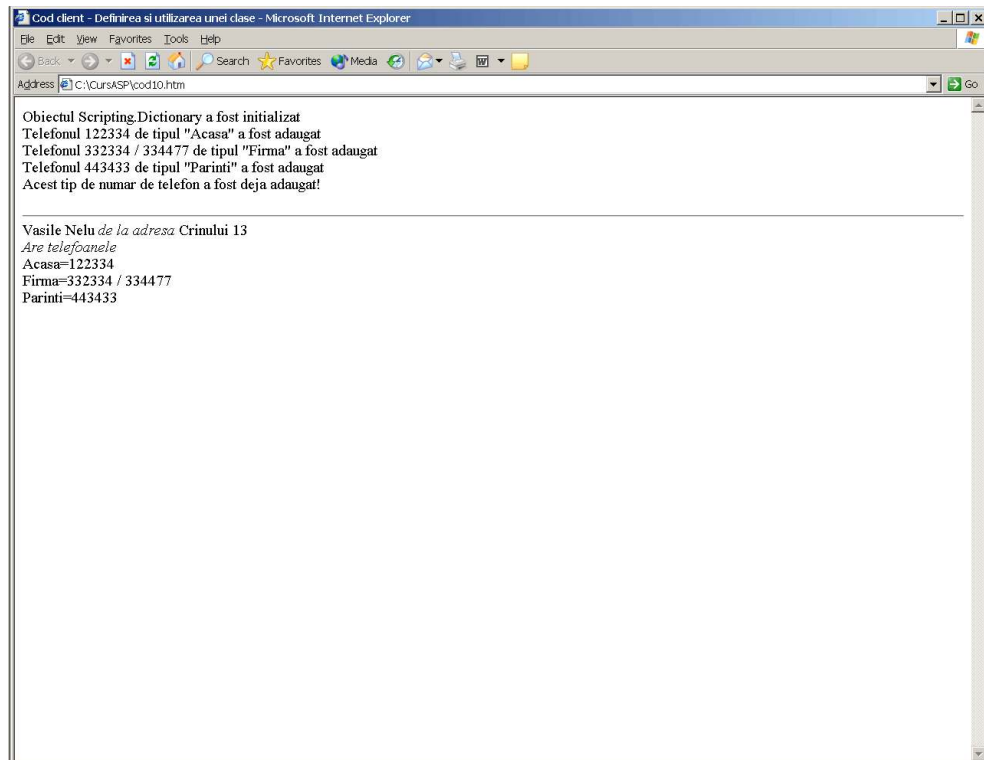 Cod client - Definirea si utilizarea unei clase - Microsoft Internet Explorer
File Edit View Favorites Tools Help
Back Search Favorites Media W
Address C:\CursASP\cod10.htm Go
Obiectul Scripting.Dictionary a fost initializat
Telefonul 122334 de tipul "Acasa" a fost adaugat
Telefonul 332334 / 334477 de tipul "Firma" a fost adaugat
Telefonul 443433 de tipul "Parinti" a fost adaugat
Acest tip de numar de telefon a fost deja adaugat!
Vasile Nelu de la adresa Crinului 13
Are telefoanele
Acasa=122334
Firma=332334 / 334477
Parinti=443433